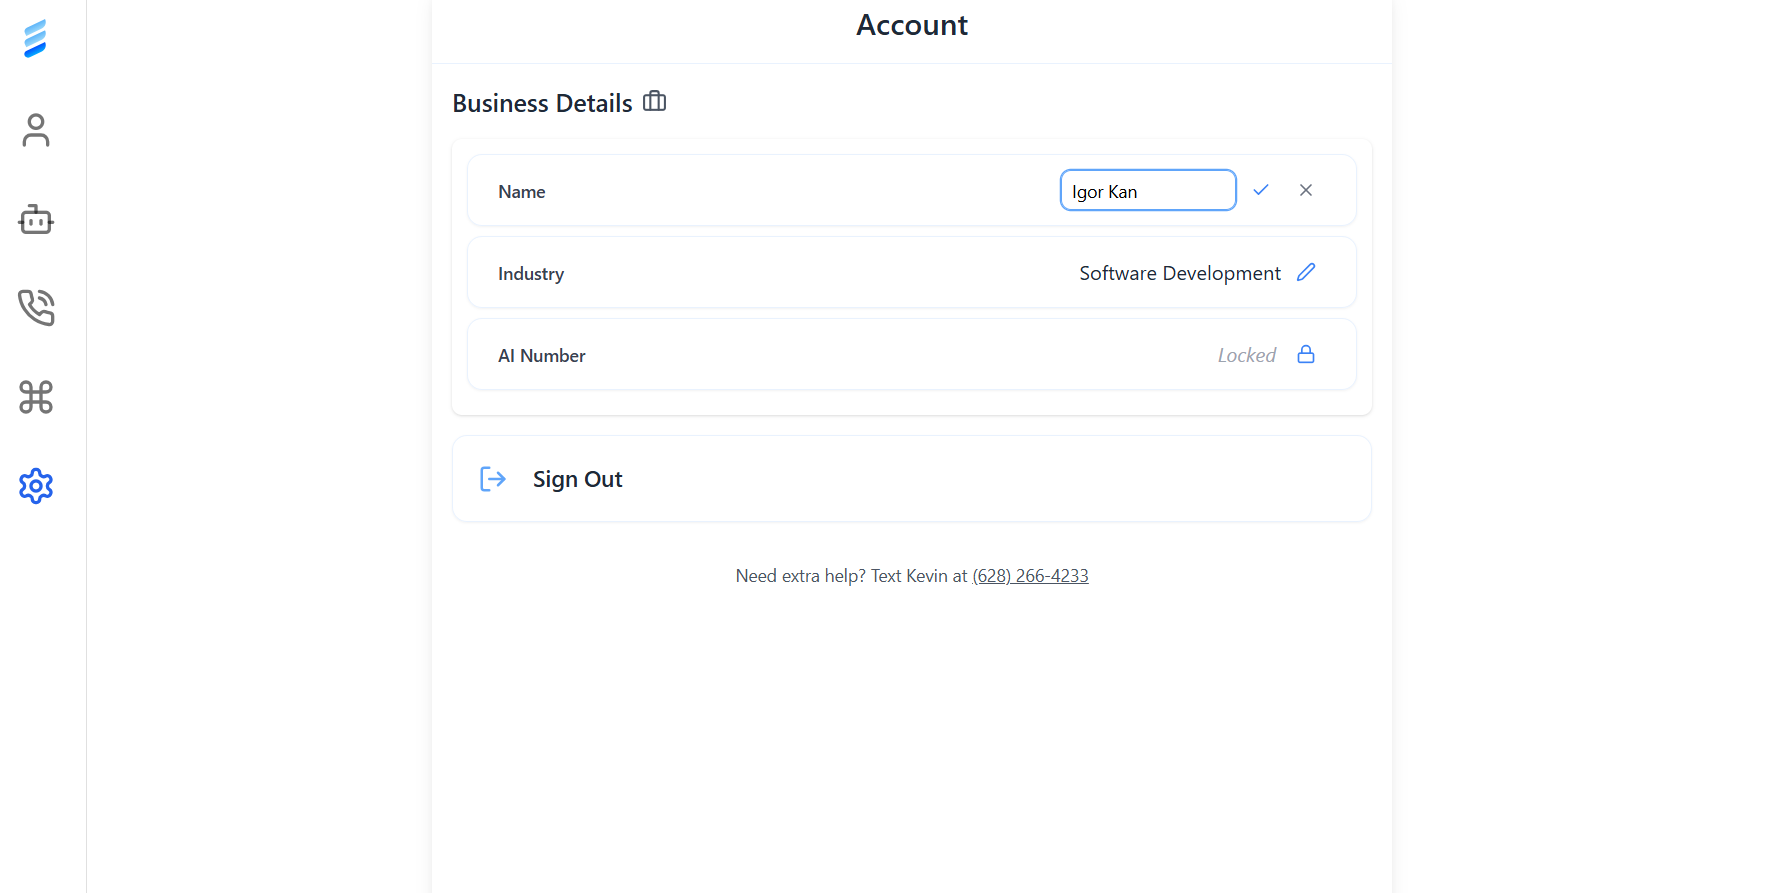 Account
Business Details
Name
Igor Kan
Industry
Software Development
AI Number
Locked
Sign Out
Need extra help? Text Kevin at (628) 266-4233